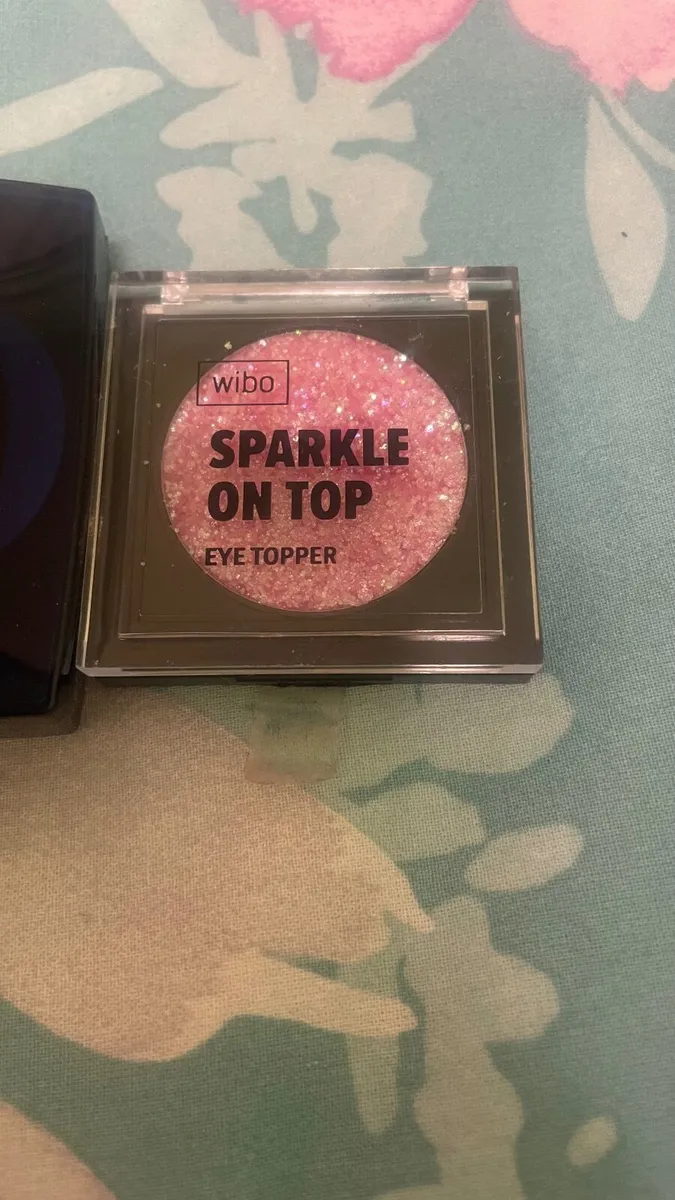 wibo
SPARKLE
ON TOP
EYE TOPPER